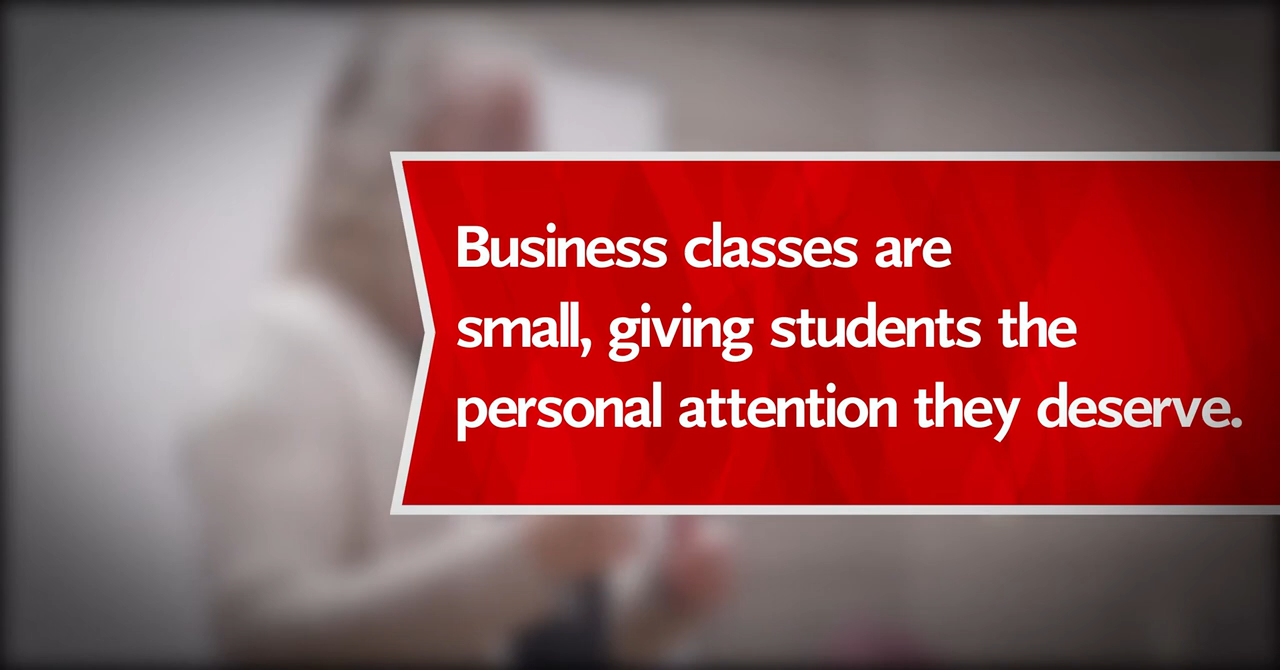 Business classes are
small, giving students the
personal attention they deserve.